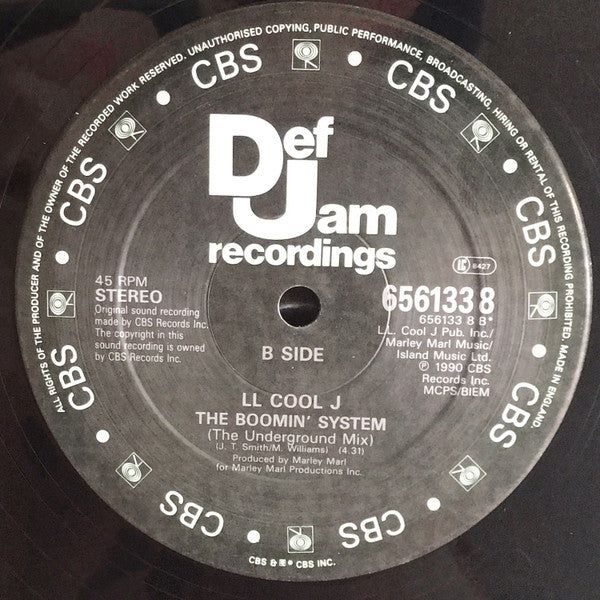 ALL RIGHTS OF THE PRODUCER AND OF THE OWNER OF THE RECORDED WORK RESERVED. UNAUTHORISED COPYING, PUBLIC PERFORMANCE, BROADCASTING, HIRING OR RENTAL OF THIS RECORDING PROHIBITED. MADE IN ENGLAND.
CBS
CBS
CBS
CBS
CBS
CBS
CBS
CBS
Def
Jam
recordings
LC 8427
45 RPM
STEREO
Original sound recording
made by CBS Records Inc.
The copyright in this
sound recording is owned
by CBS Records Inc.
B SIDE
656133 8
656133 8 B*
L.L. Cool J Pub. Inc./
Marley Marl Music/
Island Music Ltd.
℗ 1990 CBS
Records Inc.
MCPS/BIEM
LL COOL J
THE BOOMIN' SYSTEM
(The Underground Mix)
(J. T. Smith/M. Williams) (4.31)
Produced by Marley Marl
for Marley Marl Productions Inc.
CBS & ® CBS INC.